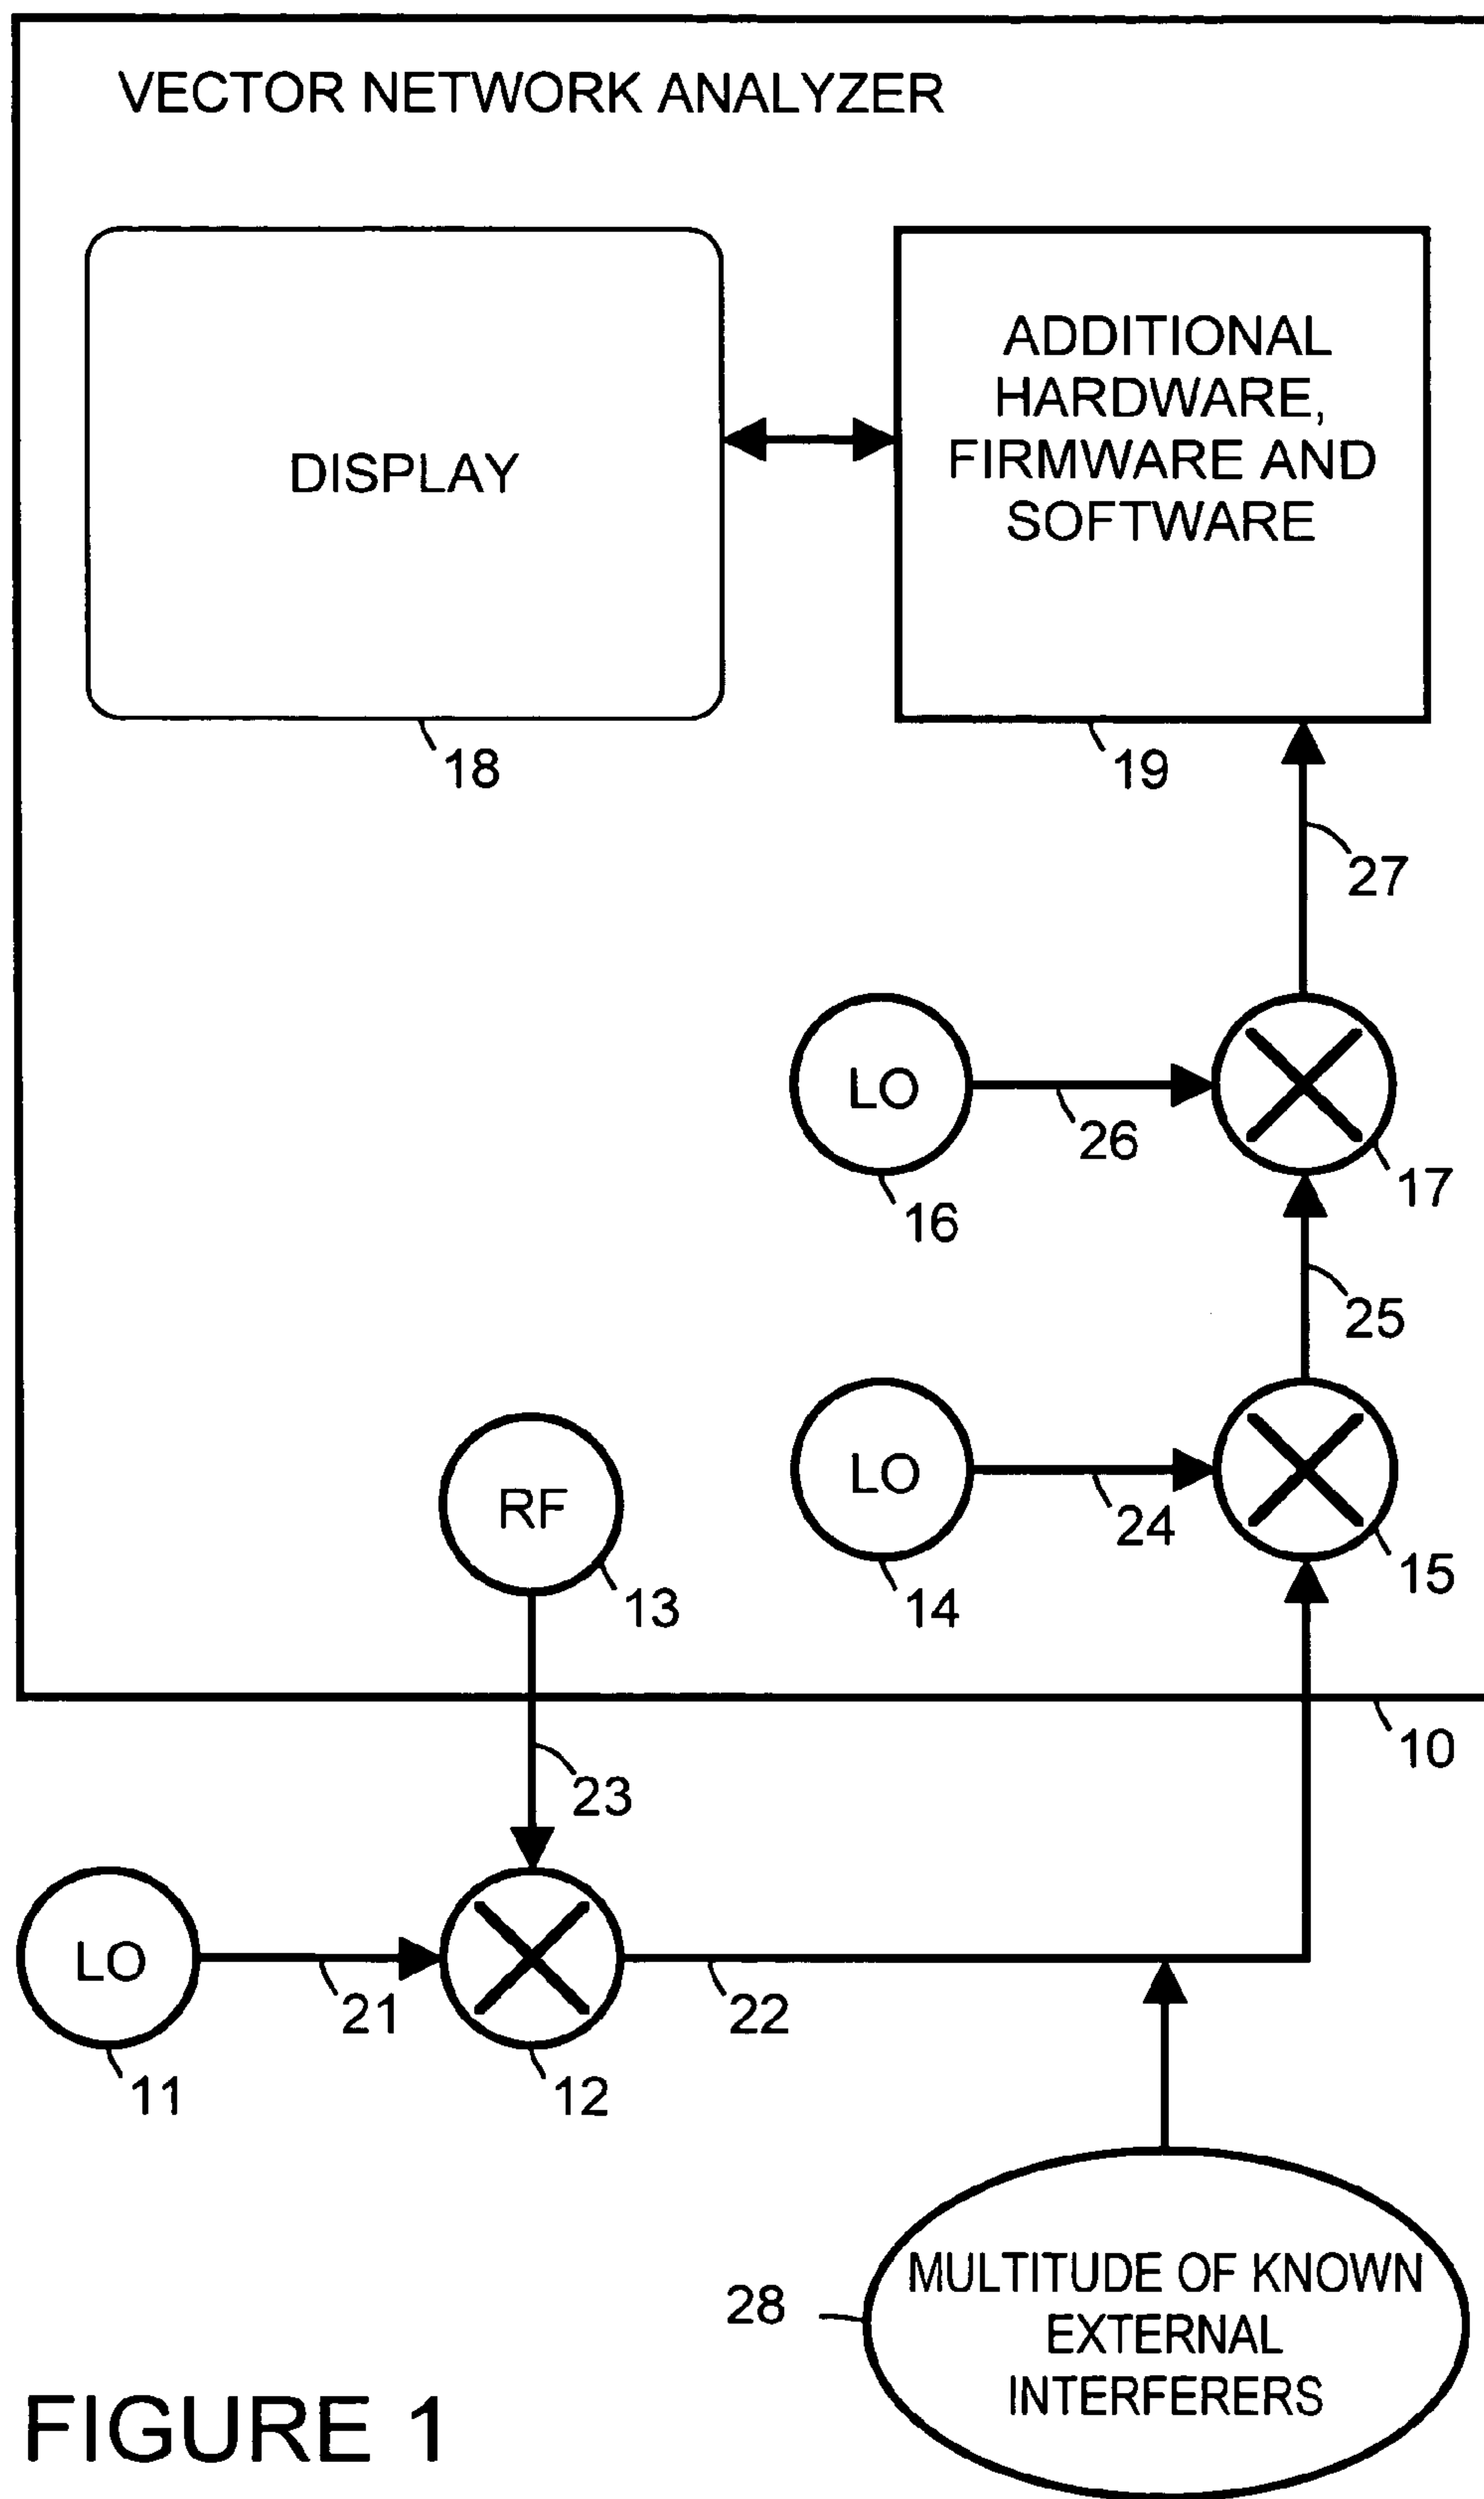 VECTOR NETWORK ANALYZER
DISPLAY
ADDITIONAL
HARDWARE,
FIRMWARE AND
SOFTWARE
18
19
27
LO
26
16
17
25
RF
LO
24
13
14
15
10
23
LO
21
22
11
12
MULTITUDE OF KNOWN
EXTERNAL
INTERFERERS
28
FIGURE 1